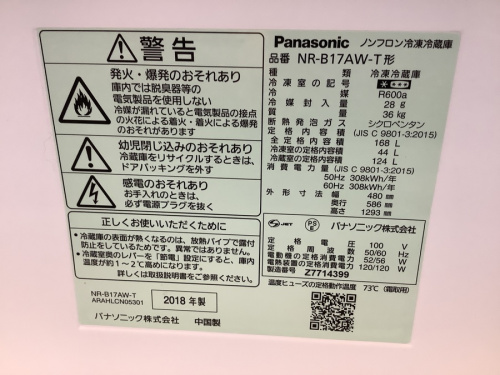 警告
発火・爆発のおそれあり
庫内では脱臭器等の
電気製品を使用しない
冷媒が漏れていると電気製品の接点
の火花による着火・着火による爆発
のおそれあり
幼児閉じ込めのおそれあり
冷蔵庫をリサイクルするときは、
ドアパッキングを外す
感電のおそれあり
お手入れのときは、
必ず電源プラグを抜く
正しくお使いいただくために
●冷蔵庫の表面が熱くなるのは、放熱パイプで露付
防止をしているためです。異常ではありません。
●冷蔵室奥のレバーを「節電」設定にすると、庫内
温度が約1～2℃高めになります。
詳しくは取扱説明書をご参照ください。
NR-B17AW-T
ARAHLCN05301
2018 年製
パナソニック株式会社 中国製
Panasonic ノンフロン冷凍冷蔵庫
品番 NR-B17AW-T形
種類 冷凍冷蔵庫
冷凍室の記号
冷媒 R600a
冷媒封入量 28 g
質量 36 kg
断熱発泡ガス シクロペンタン
定格内容積 (JIS C 9801-3:2015)
全定格内容積 168 L
冷凍室の定格内容積 44 L
冷蔵室の定格内容積 124 L
消費電力量 (JIS C 9801-3:2015)
50Hz 308kWh/年
60Hz 308kWh/年
外形寸法 幅 480 mm
奥行 586 mm
高さ 1293 mm
JET PS E パナソニック株式会社
定格電圧 100 V
定格周波数 50/60 Hz
電動機の定格消費電力 52/58 W
電熱装置の定格消費電力 120/120 W
製造番号 Z7714399
温度ヒューズの定格動作温度 73℃ (霜取用)